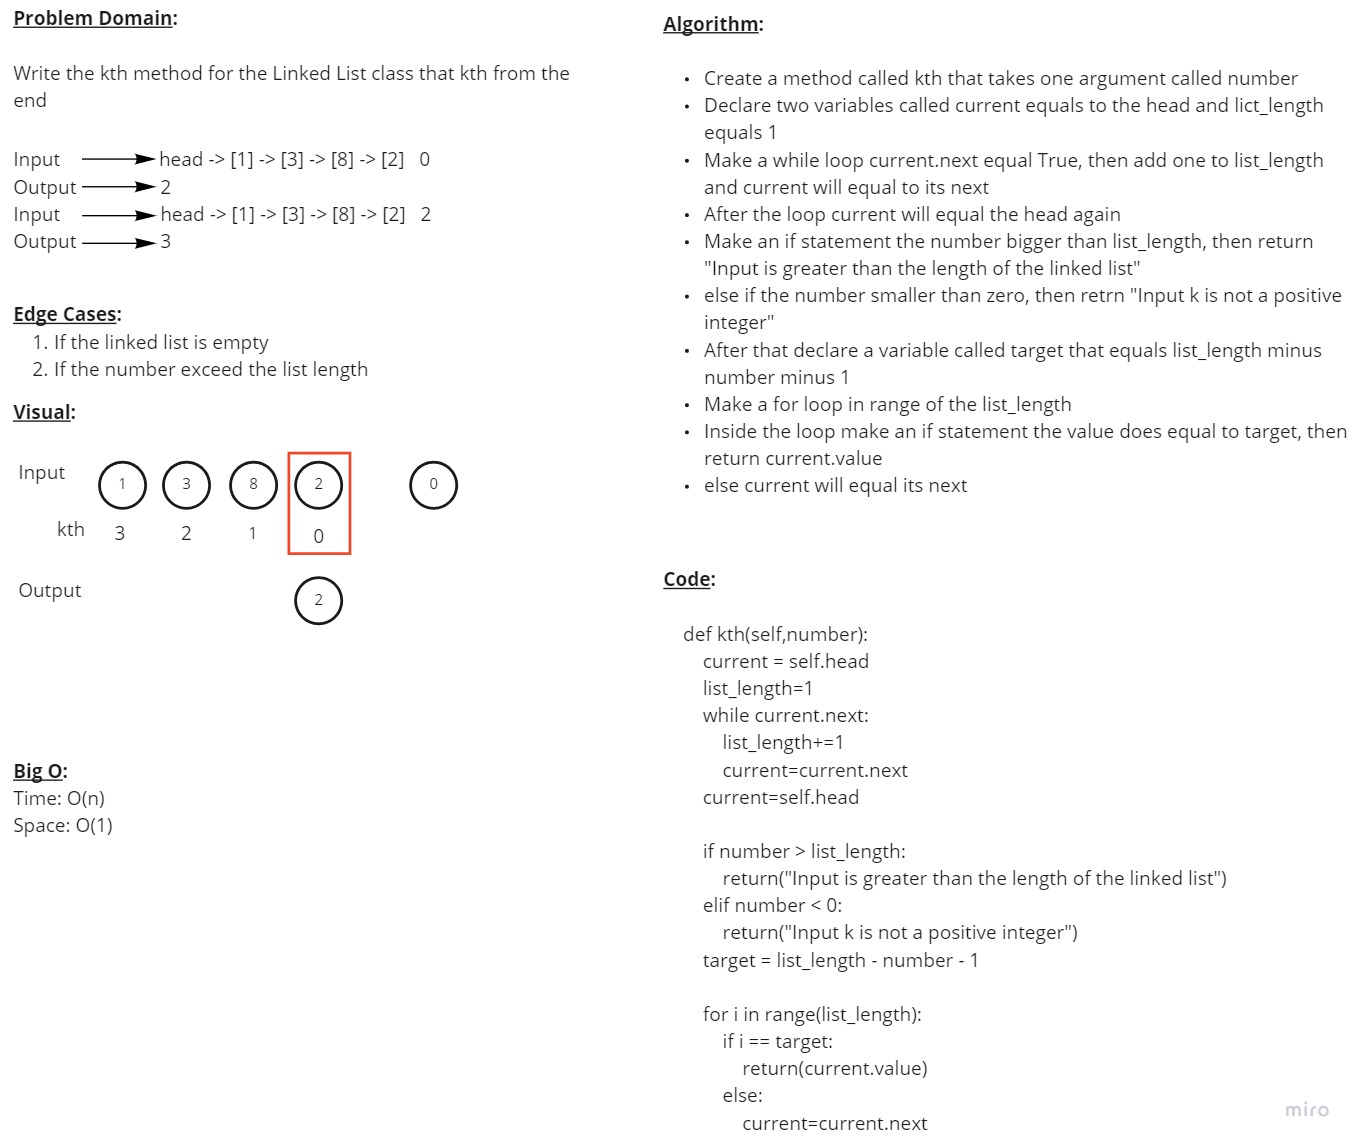 Problem Domain:
Write the kth method for the Linked List class that kth from the
end
Input head -> [1] -> [3] -> [8] -> [2] 0
Output 2
Input head -> [1] -> [3] -> [8] -> [2] 2
Output 3
Edge Cases:
1. If the linked list is empty
2. If the number exceed the list length
Visual:
Input 1 3 8 2 0
kth 3 2 1 0
Output 2
Big O:
Time: O(n)
Space: O(1)
Algorithm:
• Create a method called kth that takes one argument called number
• Declare two variables called current equals to the head and lict_length
equals 1
• Make a while loop current.next equal True, then add one to list_length
and current will equal to its next
• After the loop current will equal the head again
• Make an if statement the number bigger than list_length, then return
"Input is greater than the length of the linked list"
• else if the number smaller than zero, then retrn "Input k is not a positive
integer"
• After that declare a variable called target that equals list_length minus
number minus 1
• Make a for loop in range of the list_length
• Inside the loop make an if statement the value does equal to target, then
return current.value
• else current will equal its next
Code:
def kth(self,number):
current = self.head
list_length=1
while current.next:
list_length+=1
current=current.next
current=self.head
if number > list_length:
return("Input is greater than the length of the linked list")
elif number < 0:
return("Input k is not a positive integer")
target = list_length - number - 1
for i in range(list_length):
if i == target:
return(current.value)
else:
current=current.next
miro